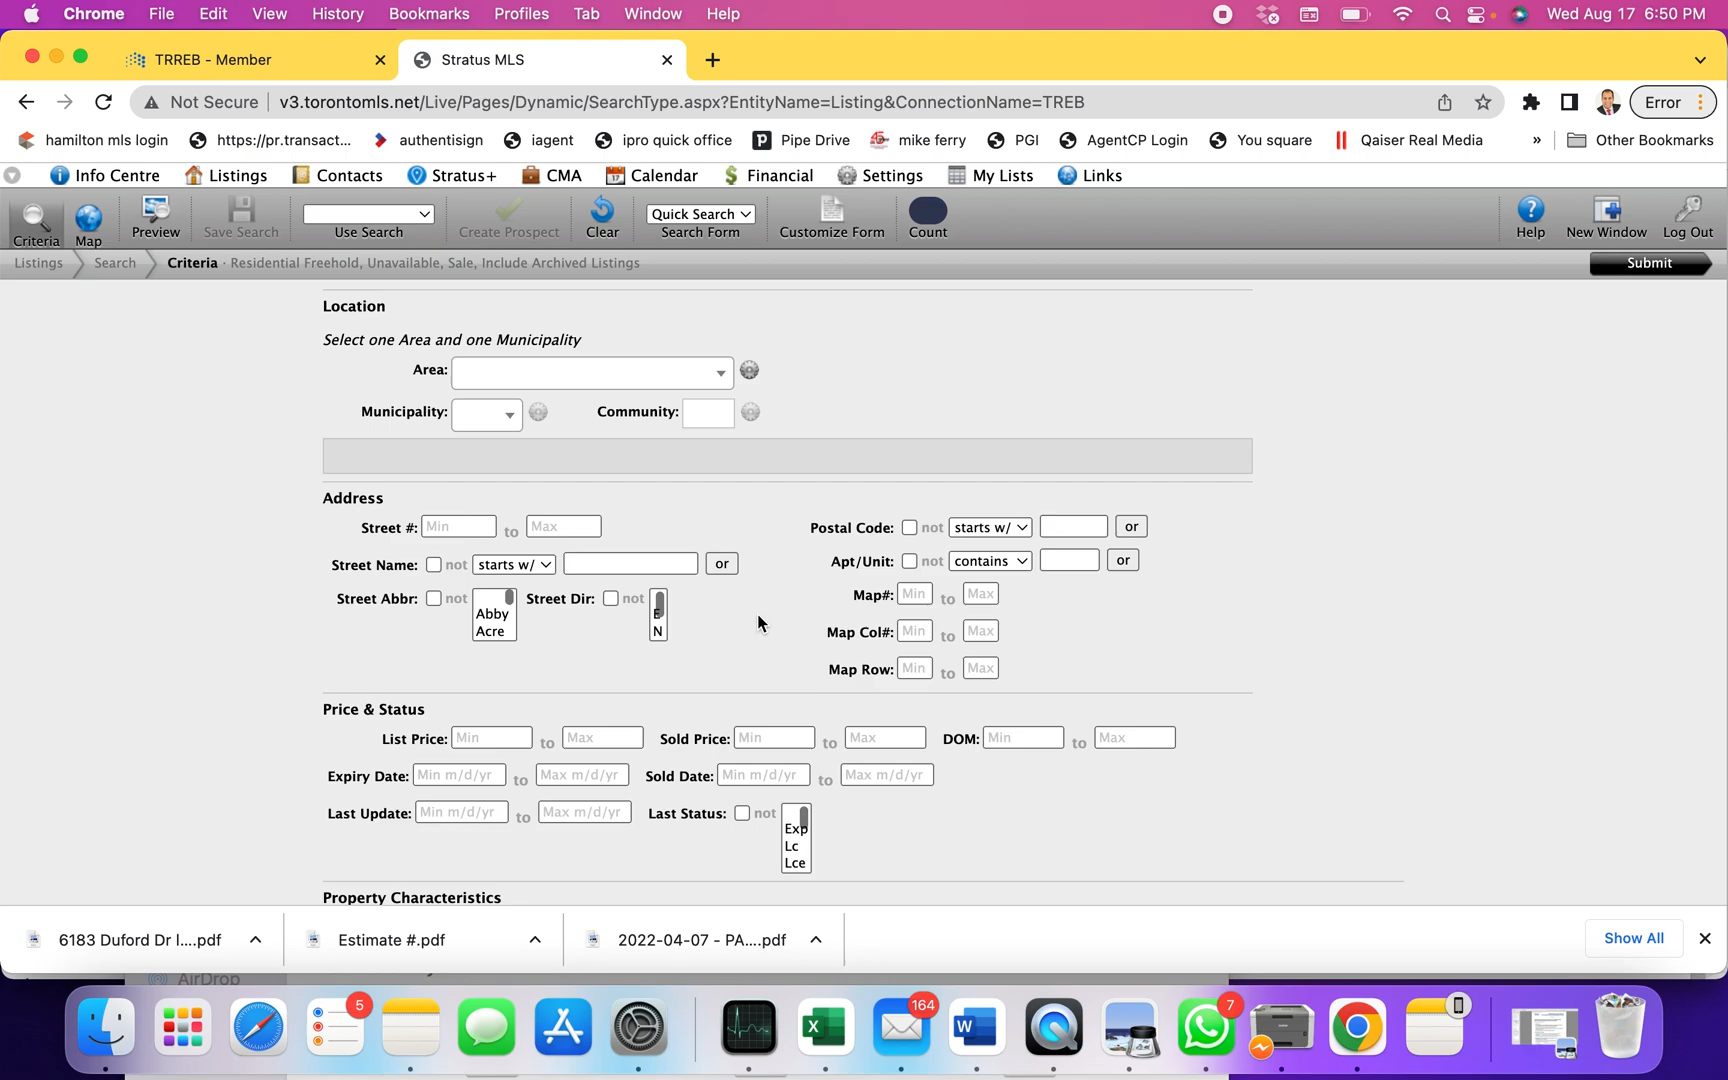 Chrome File Edit View History Bookmarks Profiles Tab Window Help Wed Aug 17 6:50 PM
TRREB - Member Stratus MLS
Not Secure v3.torontomls.net/Live/Pages/Dynamic/SearchType.aspx?EntityName=Listing&ConnectionName=TREB Error
hamilton mls login https://pr.transact... authentisign iagent ipro quick office Pipe Drive mike ferry PGI AgentCP Login You square Qaiser Real Media » Other Bookmarks
Info Centre Listings Contacts Stratus+ CMA Calendar Financial Settings My Lists Links
Quick Search
Criteria Map Preview Save Search Use Search Create Prospect Clear Search Form Customize Form Count Help New Window Log Out
Listings Search Criteria · Residential Freehold, Unavailable, Sale, Include Archived Listings Submit
Location
Select one Area and one Municipality
Area:
Municipality: Community:
Address
Street #: Min to Max Postal Code: not starts w/ or
Street Name: not starts w/ or Apt/Unit: not contains or
Street Abbr: not Abby Acre Street Dir: not E N Map#: Min to Max
Map Col#: Min to Max
Map Row: Min to Max
Price & Status
List Price: Min to Max Sold Price: Min to Max DOM: Min to Max
Expiry Date: Min m/d/yr to Max m/d/yr Sold Date: Min m/d/yr to Max m/d/yr
Last Update: Min m/d/yr to Max m/d/yr Last Status: not
Exp
Lc
Lce
Property Characteristics
6183 Duford Dr l....pdf Estimate #.pdf 2022-04-07 - PA....pdf Show All
AirDrop
5 164 7